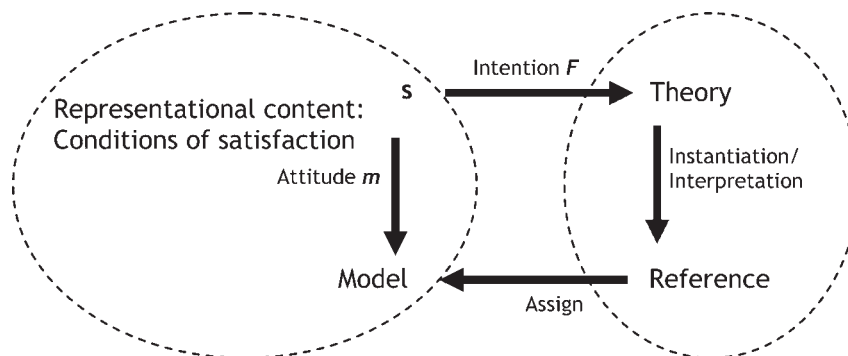 Intention F
s
Theory
Representational content:
Conditions of satisfaction
Attitude m
Instantiation/
Interpretation
Model
Reference
Assign